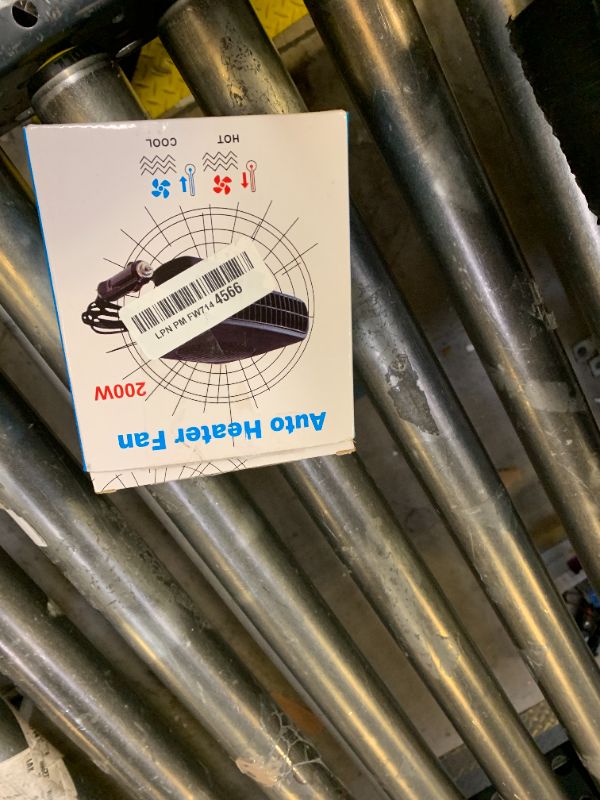 Auto Heater Fan
200W
LPN PM FW714 4566
HOT
COOL